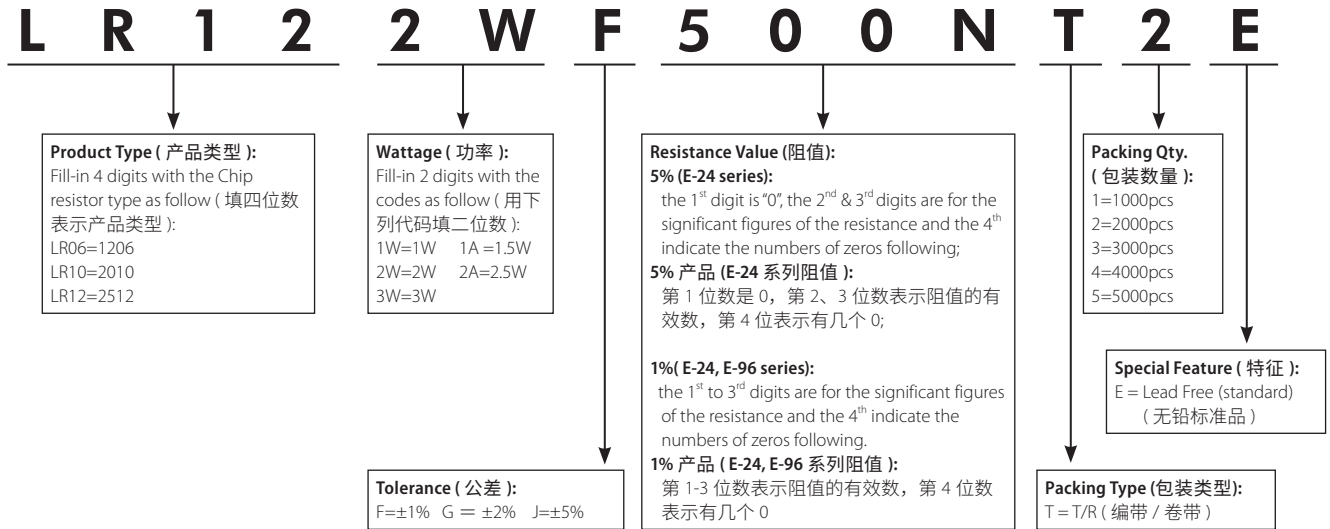 L R 1 2 2 W F 5 0 0 N T 2 E
Product Type ( 产品类型 ):
Fill-in 4 digits with the Chip
resistor type as follow ( 填四位数
表示产品类型 ):
LR06=1206
LR10=2010
LR12=2512
Wattage ( 功率 ):
Fill-in 2 digits with the
codes as follow ( 用下
列代码填二位数 ):
1W=1W 1A =1.5W
2W=2W 2A=2.5W
3W=3W
Tolerance ( 公差 ):
F=±1% G ＝ ±2% J=±5%
Resistance Value (阻值):
5% (E-24 series):
the 1st digit is “0”, the 2nd & 3rd digits are for the
significant figures of the resistance and the 4th
indicate the numbers of zeros following;
5% 产品 (E-24 系列阻值 ):
第 1 位数是 0，第 2、3 位数表示阻值的有
效数，第 4 位表示有几个 0;
1%( E-24, E-96 series):
the 1st to 3rd digits are for the significant figures
of the resistance and the 4th indicate the
numbers of zeros following.
1% 产品 ( E-24, E-96 系列阻值 ):
第 1-3 位数表示阻值的有效数，第 4 位数
表示有几个 0
Packing Qty.
( 包装数量 ):
1=1000pcs
2=2000pcs
3=3000pcs
4=4000pcs
5=5000pcs
Special Feature ( 特征 ):
E = Lead Free (standard)
( 无铅标准品 )
Packing Type (包装类型):
T = T/R ( 编带 / 卷带 )